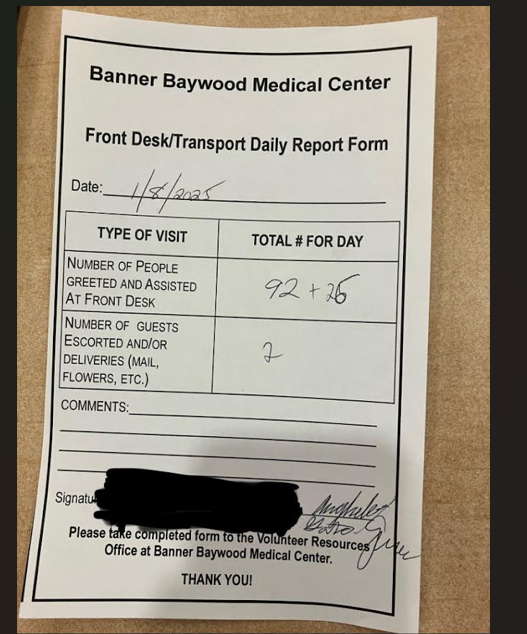 Banner Baywood Medical Center
Front Desk/Transport Daily Report Form
Date: 1/8/2025
TYPE OF VISIT
TOTAL # FOR DAY
NUMBER OF PEOPLE
GREETED AND ASSISTED
AT FRONT DESK
92 +
NUMBER OF GUESTS
ESCORTED AND/OR
DELIVERIES (MAIL,
FLOWERS, ETC.)
2
COMMENTS:
Please take completed form to the Volunteer Resources
Office at Banner Baywood Medical Center.
THANK YOU!